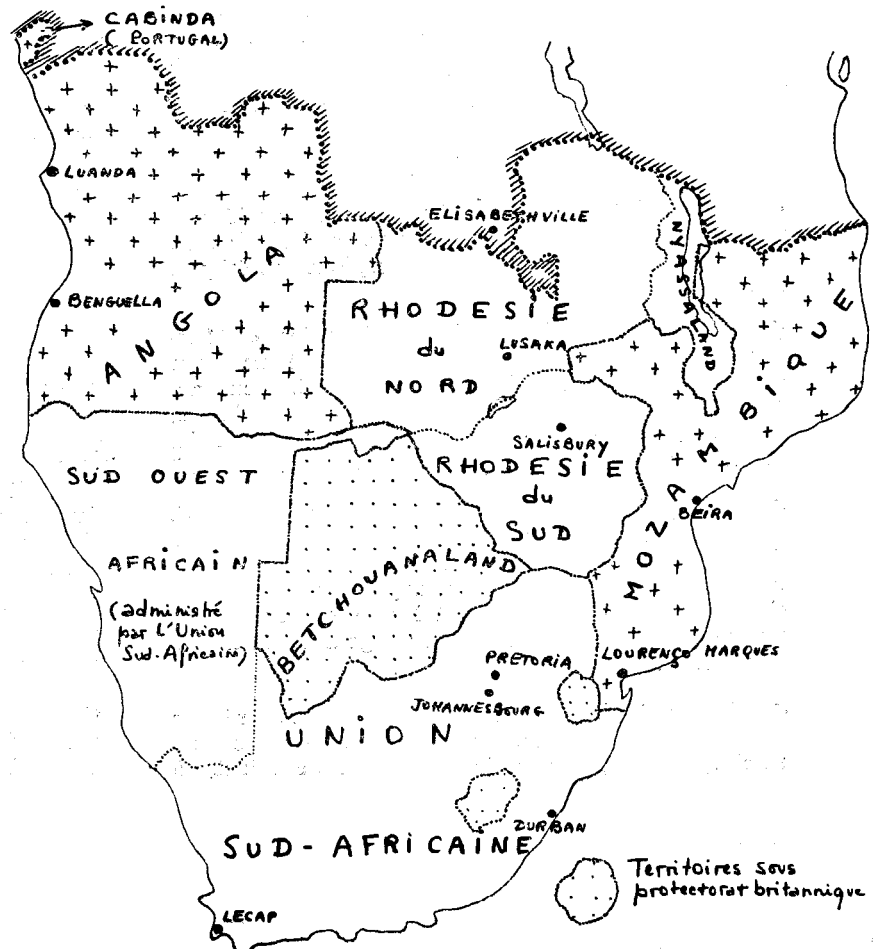 CABINDA
( PORTUGAL)
LUANDA
ELISABETHVILLE
NYASSALAND
BENGUELLA
ANGOLA
RHODESIE
du
NORD
LUSAKA
MOZAMBIQUE
SALISBURY
SUD OUEST
AFRICAIN
(administré
par l'Union
Sud-Africaine)
RHODESIE
du
SUD
BEIRA
BETCHOUANALAND
PRETORIA
LOURENÇO MARQUES
JOHANNESBOURG
UNION
SUD-AFRICAINE
DURBAN
Territoires sous
protectorat britannique
LECAP